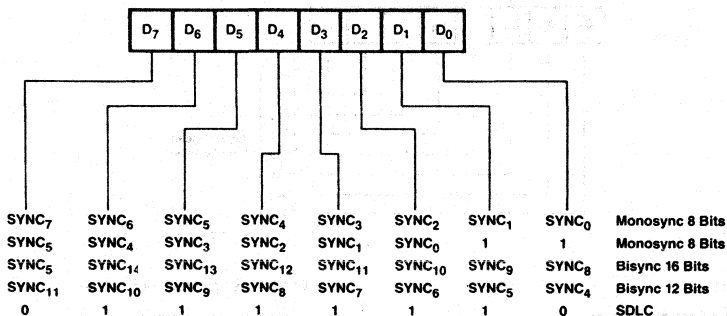 D₇ D₆ D₅ D₄ D₃ D₂ D₁ D₀
SYNC₇ SYNC₆ SYNC₅ SYNC₄ SYNC₃ SYNC₂ SYNC₁ SYNC₀ Monosync 8 Bits
SYNC₅ SYNC₄ SYNC₃ SYNC₂ SYNC₁ SYNC₀ 1 1 Monosync 8 Bits
SYNC₅ SYNC₁₄ SYNC₁₃ SYNC₁₂ SYNC₁₁ SYNC₁₀ SYNC₉ SYNC₈ Bisync 16 Bits
SYNC₁₁ SYNC₁₀ SYNC₉ SYNC₈ SYNC₇ SYNC₆ SYNC₅ SYNC₄ Bisync 12 Bits
0 1 1 1 1 1 1 0 SDLC